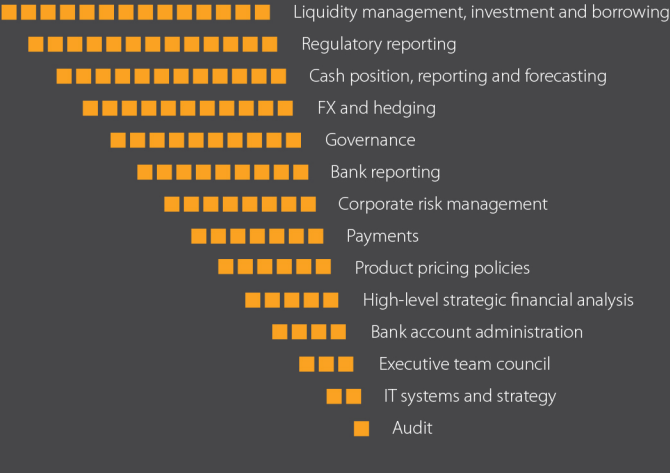 Liquidity management, investment and borrowing
Regulatory reporting
Cash position, reporting and forecasting
FX and hedging
Governance
Bank reporting
Corporate risk management
Payments
Product pricing policies
High-level strategic financial analysis
Bank account administration
Executive team council
IT systems and strategy
Audit